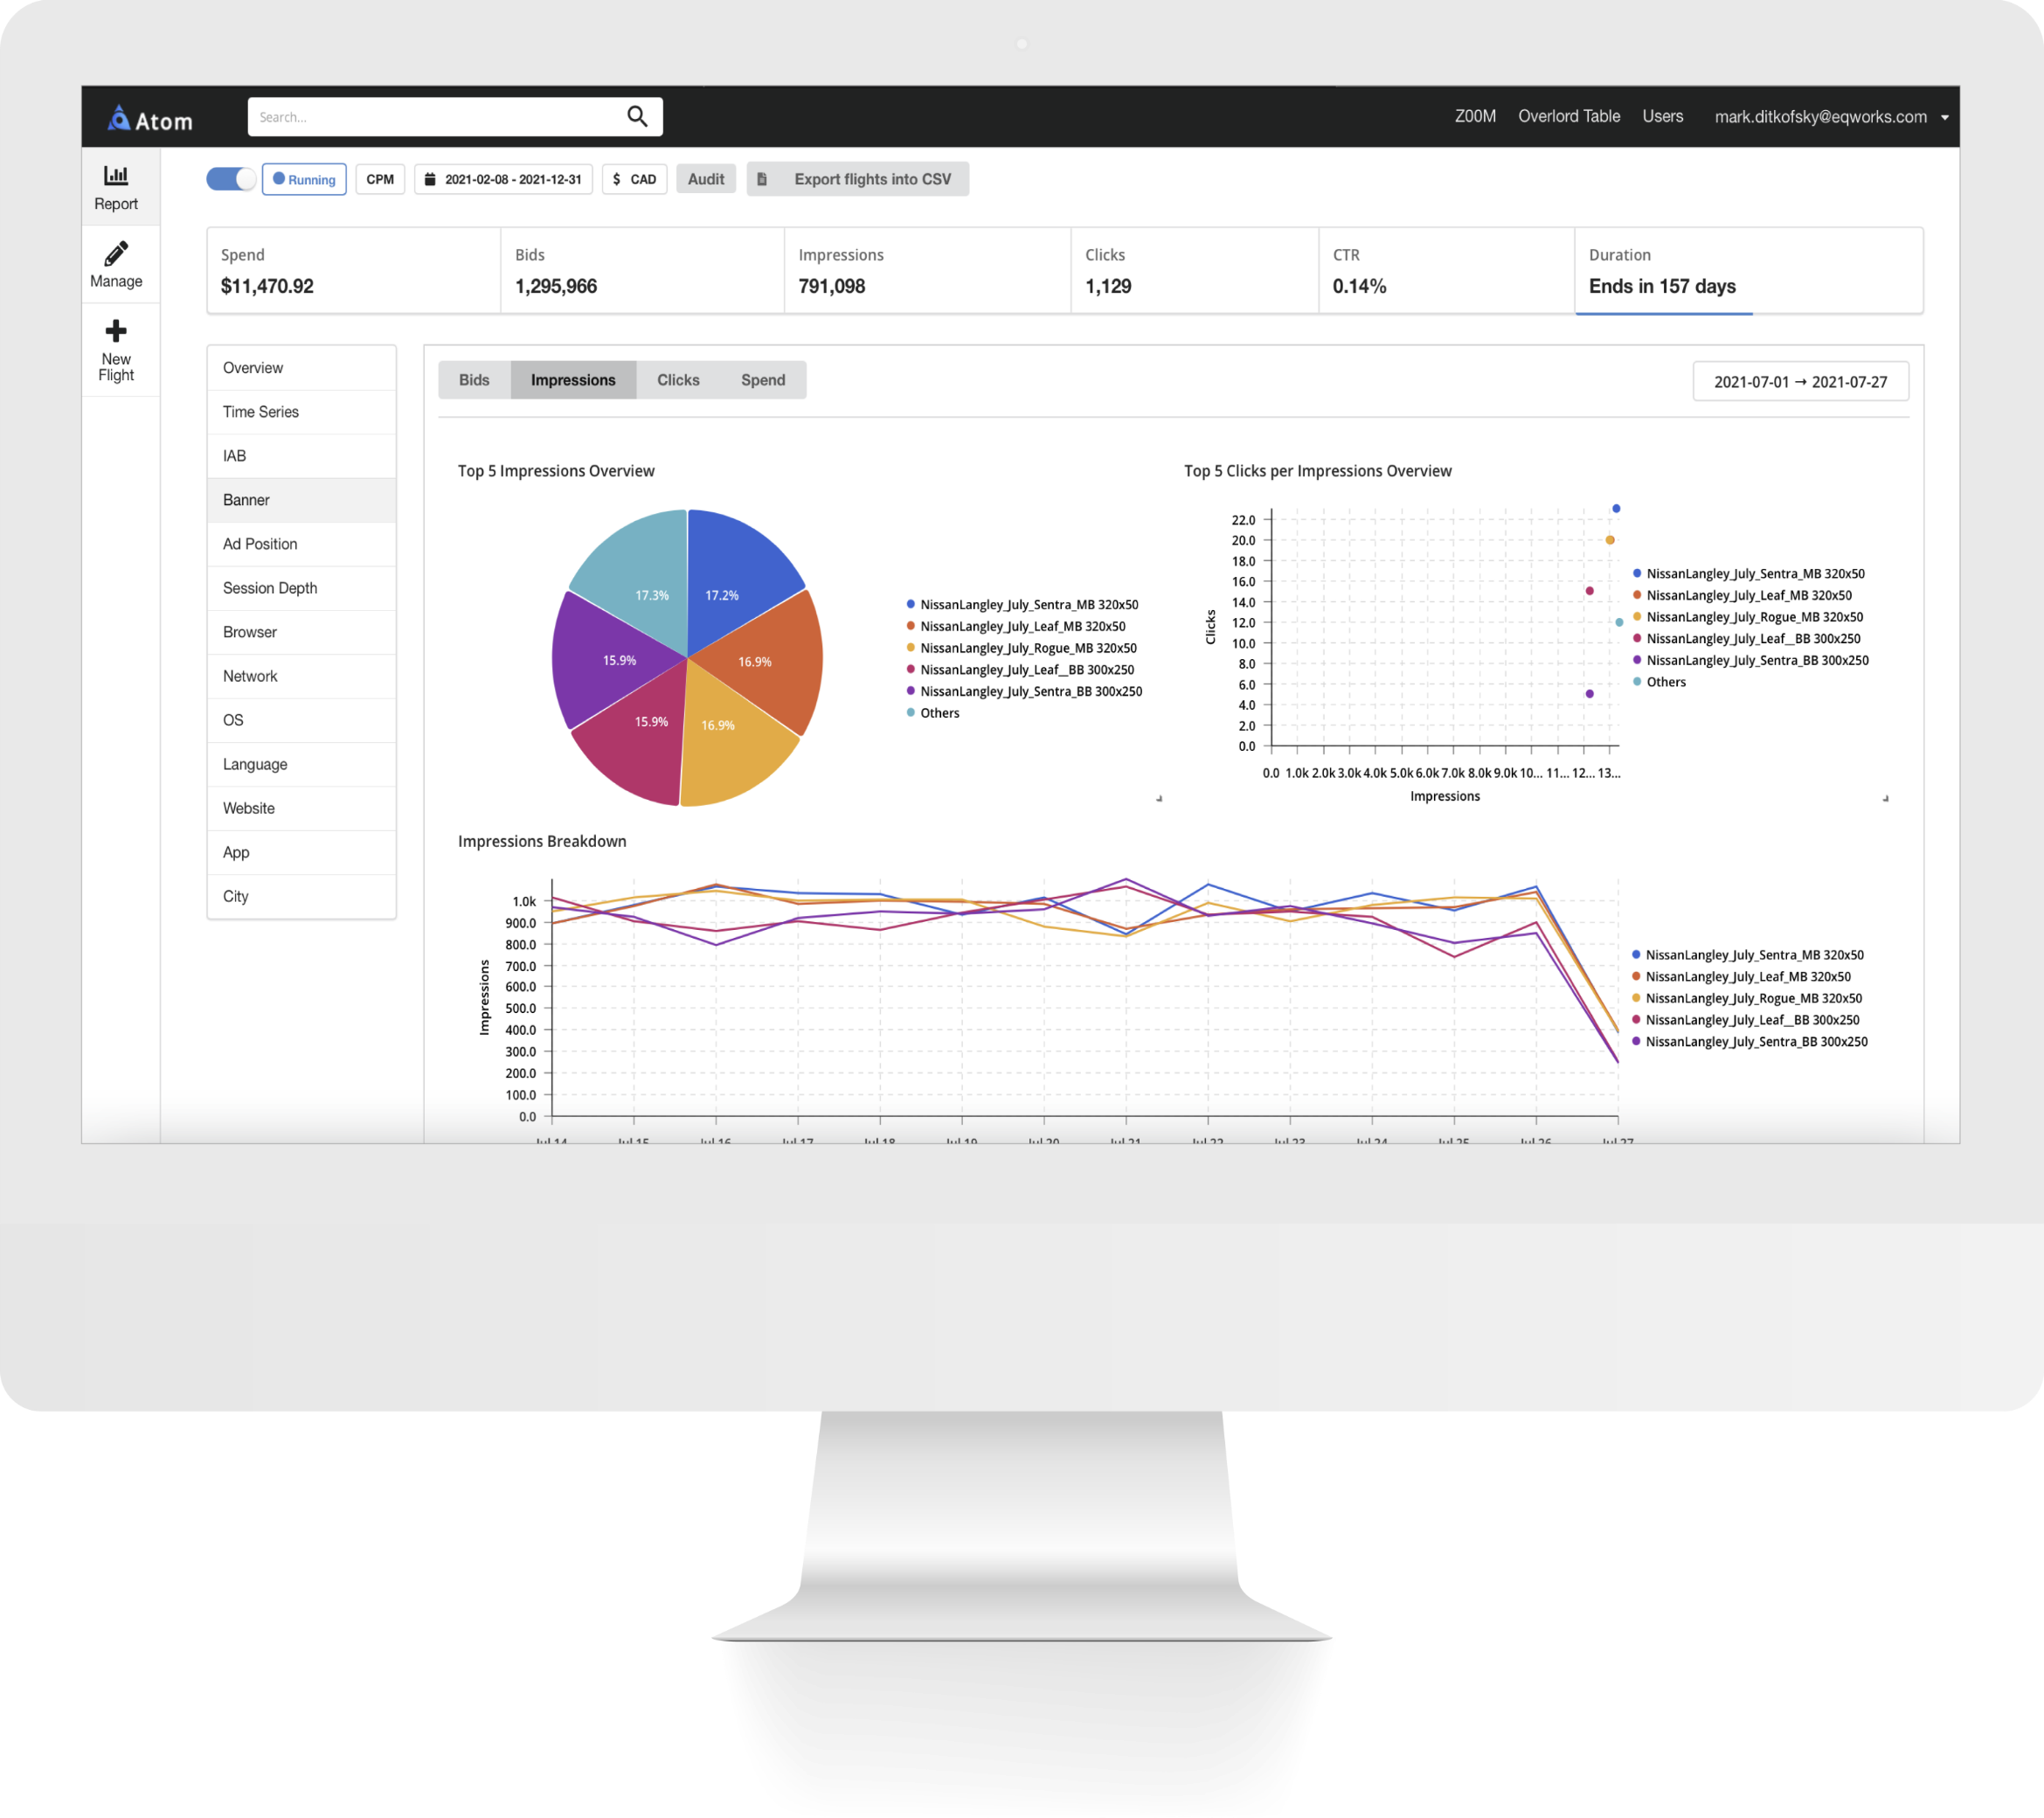 Atom
Search...
Z00M Overlord Table Users mark.ditkofsky@eqworks.com
Report
Manage
New
Flight
Running CPM 2021-02-08 - 2021-12-31 $ CAD Audit Export flights into CSV
Spend Bids Impressions Clicks CTR Duration
$11,470.92 1,295,966 791,098 1,129 0.14% Ends in 157 days
Overview
Time Series
IAB
Banner
Ad Position
Session Depth
Browser
Network
OS
Language
Website
App
City
Bids Impressions Clicks Spend
2021-07-01 → 2021-07-27
Top 5 Impressions Overview
17.3% 17.2%
15.9% 16.9%
15.9% 16.9%
NissanLangley_July_Sentra_MB 320x50
NissanLangley_July_Leaf_MB 320x50
NissanLangley_July_Rogue_MB 320x50
NissanLangley_July_Leaf__BB 300x250
NissanLangley_July_Sentra_BB 300x250
Others
Top 5 Clicks per Impressions Overview
Clicks
22.0
20.0
18.0
16.0
14.0
12.0
10.0
8.0
6.0
4.0
2.0
0.0
0.0 1.0k 2.0k 3.0k 4.0k 5.0k 6.0k 7.0k 8.0k 9.0k 10... 11... 12... 13...
Impressions
NissanLangley_July_Sentra_MB 320x50
NissanLangley_July_Leaf_MB 320x50
NissanLangley_July_Rogue_MB 320x50
NissanLangley_July_Leaf__BB 300x250
NissanLangley_July_Sentra_BB 300x250
Others
Impressions Breakdown
Impressions
1.0k
900.0
800.0
700.0
600.0
500.0
400.0
300.0
200.0
100.0
0.0
Jul 14 Jul 15 Jul 16 Jul 17 Jul 18 Jul 19 Jul 20 Jul 21 Jul 22 Jul 23 Jul 24 Jul 25 Jul 26 Jul 27
NissanLangley_July_Sentra_MB 320x50
NissanLangley_July_Leaf_MB 320x50
NissanLangley_July_Rogue_MB 320x50
NissanLangley_July_Leaf__BB 300x250
NissanLangley_July_Sentra_BB 300x250